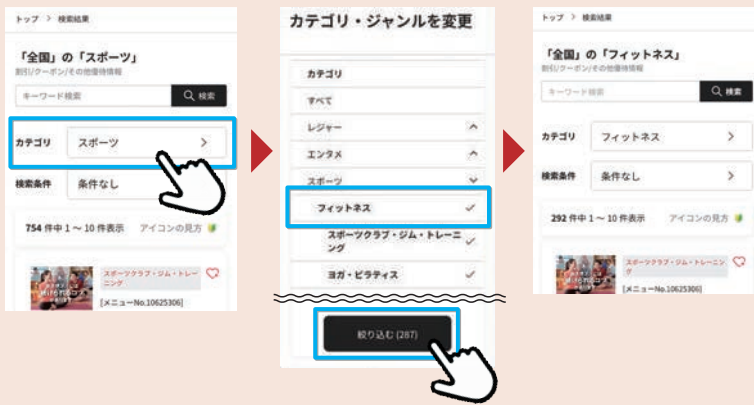 トップ > 検索結果
「全国」の「スポーツ」
割引/クーポン/その他優待情報
キーワード検索
検索
カテゴリ
スポーツ
検索条件
条件なし
754 件中 1 ~ 10 件表示
アイコンの見方
スポーツクラブ・ジム・トレー
ニング
[メニューNo.10625306]
カテゴリ・ジャンルを変更
カテゴリ
すべて
レジャー
エンタメ
スポーツ
フィットネス
スポーツクラブ・ジム・トレーニ
ング
ヨガ・ピラティス
絞り込む (287)
トップ > 検索結果
「全国」の「フィットネス」
割引/クーポン/その他優待情報
キーワード検索
検索
カテゴリ
フィットネス
検索条件
条件なし
292 件中 1 ~ 10 件表示
アイコンの見方
スポーツクラブ・ジム・トレーニン
グ
[メニューNo.10625306]